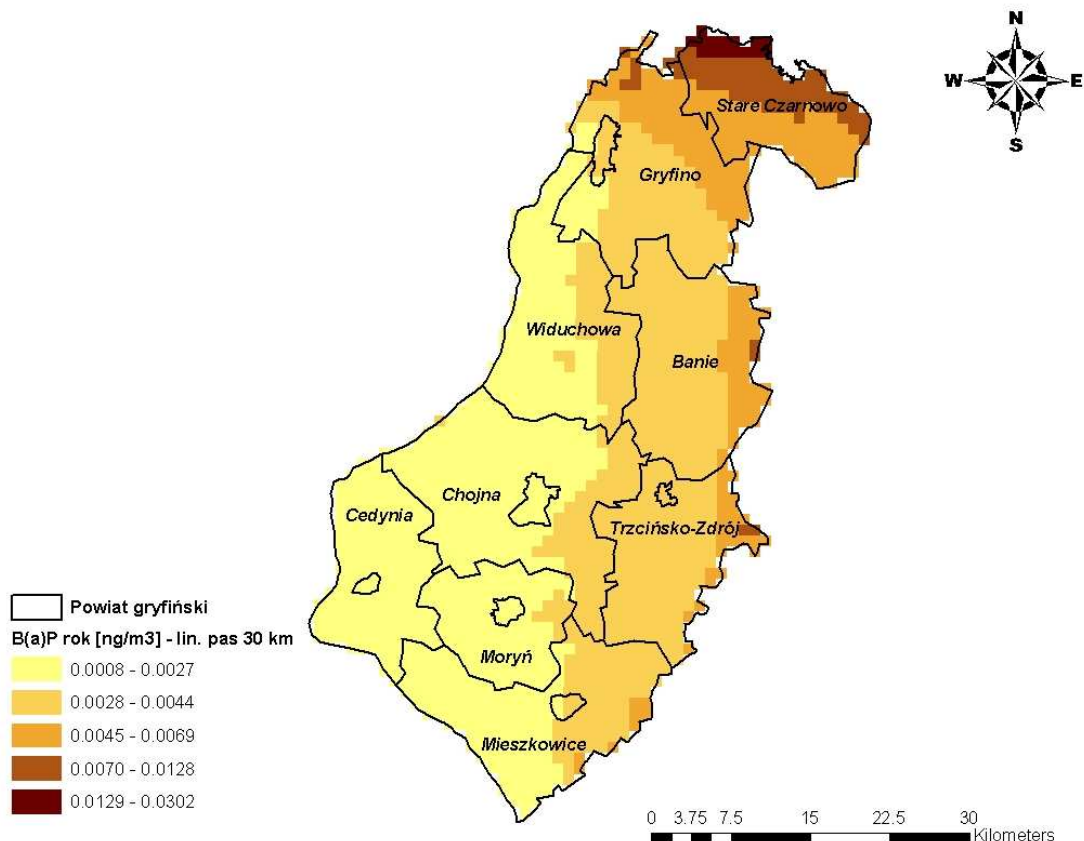 N
W E
S
Stare Czarnowo
Gryfino
Widuchowa
Banie
Chojna
Cedynia
Trzcińsko-Zdrój
Moryń
Mieszkowice
Powiat gryfiński
B(a)P rok [ng/m3] - lin. pas 30 km
0.0008 - 0.0027
0.0028 - 0.0044
0.0045 - 0.0069
0.0070 - 0.0128
0.0129 - 0.0302
0 3.75 7.5 15 22.5 30
Kilometers